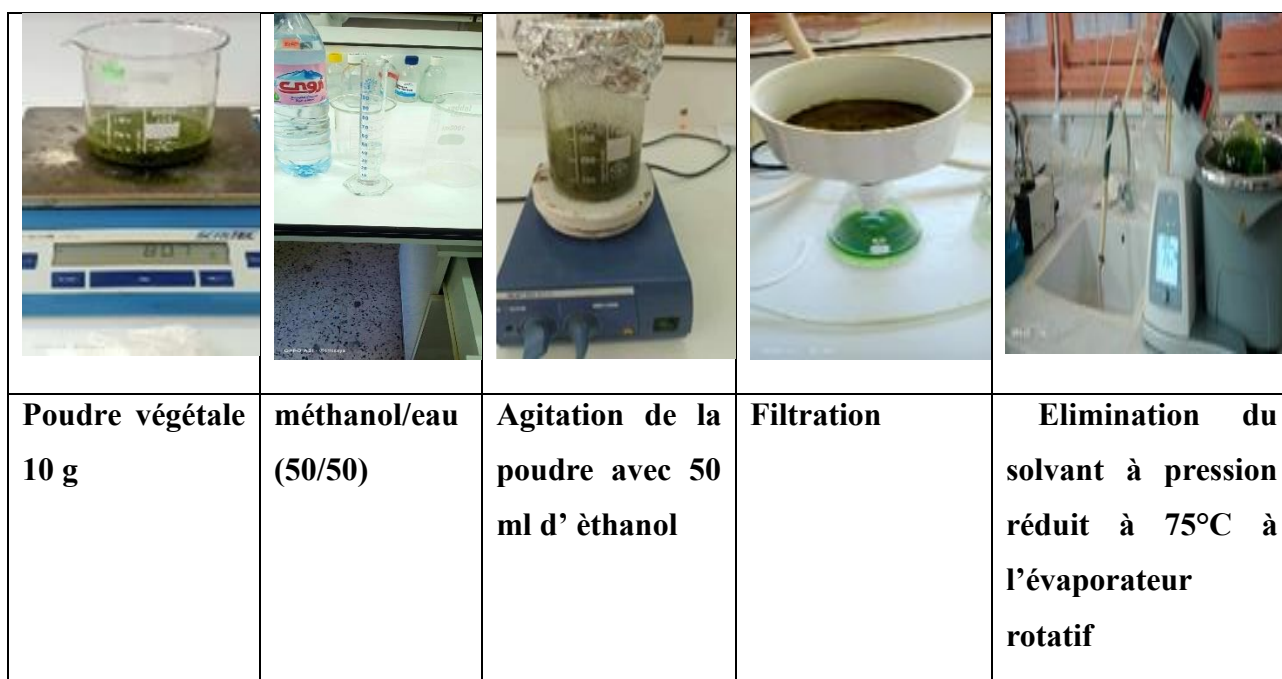 Poudre végétale
10 g
méthanol/eau
(50/50)
Agitation de la
poudre avec 50
ml d’ èthanol
Filtration
Elimination du
solvant à pression
réduit à 75°C à
l’évaporateur
rotatif